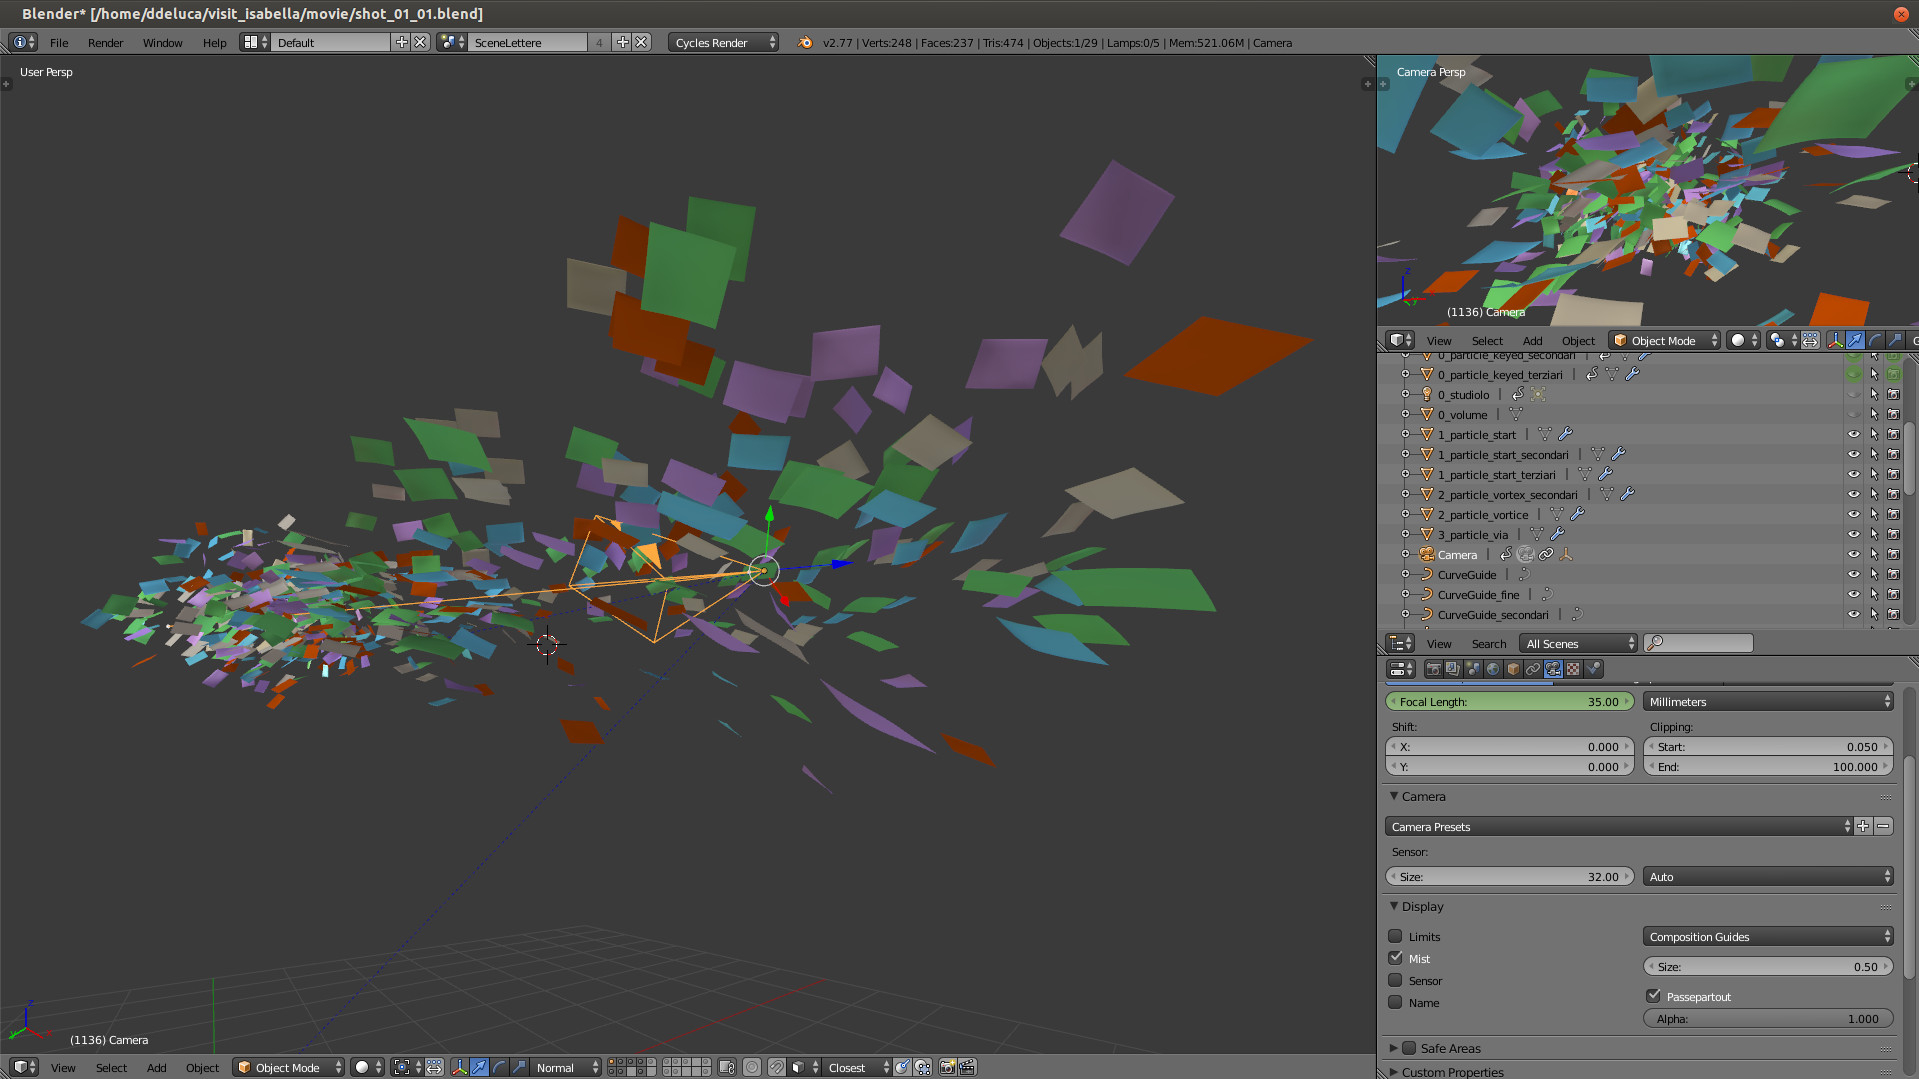 Blender* [/home/ddeluca/visit_isabella/movie/shot_01_01.blend]
File Render Window Help Default SceneLettere 4 Cycles Render v2.77 | Verts:248 | Faces:237 | Tris:474 | Objects:1/29 | Lamps:0/5 | Mem:521.06M | Camera
User Persp
Camera Persp
(1136) Camera
View Select Add Object Object Mode
0_particle_keyed_secondari
0_particle_keyed_terziari
0_studiolo
0_volume
1_particle_start
1_particle_start_secondari
1_particle_start_terziari
2_particle_vortex_secondari
2_particle_vortice
3_particle_via
Camera
CurveGuide
CurveGuide_fine
CurveGuide_secondari
View Search All Scenes
Focal Length: 35.00 Millimeters
Shift: Clipping:
X: 0.000 Start: 0.050
Y: 0.000 End: 100.000
Camera
Camera Presets
Sensor:
Size: 32.00 Auto
Display
Limits Composition Guides
Mist Size: 0.50
Sensor Passepartout
Name Alpha: 1.000
Safe Areas
Custom Properties
(1136) Camera
View Select Add Object Object Mode Normal Closest